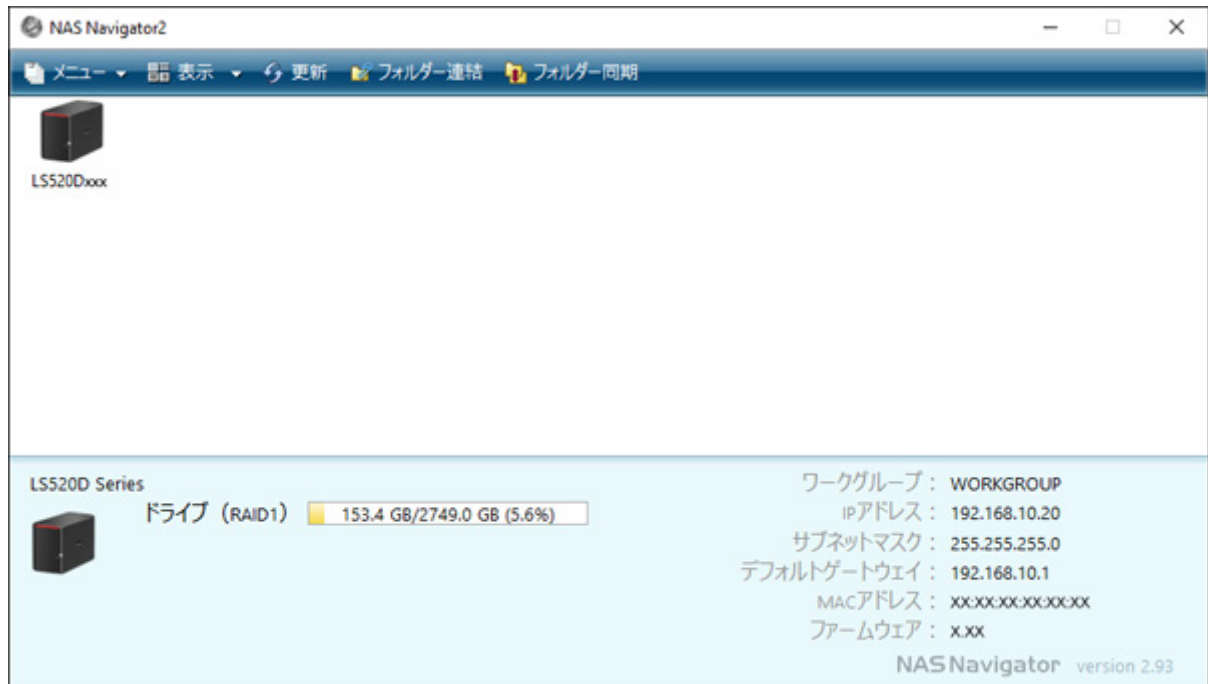 NAS Navigator2
メニュー 表示 更新 フォルダー連結 フォルダー同期
LS520Dxxx
LS520D Series
ドライブ（RAID1） 153.4 GB/2749.0 GB (5.6%)
ワークグループ： WORKGROUP
IPアドレス： 192.168.10.20
サブネットマスク： 255.255.255.0
デフォルトゲートウェイ： 192.168.10.1
MACアドレス： XX:XX:XX:XX:XX:XX
ファームウェア： X.XX
NAS Navigator version 2.93